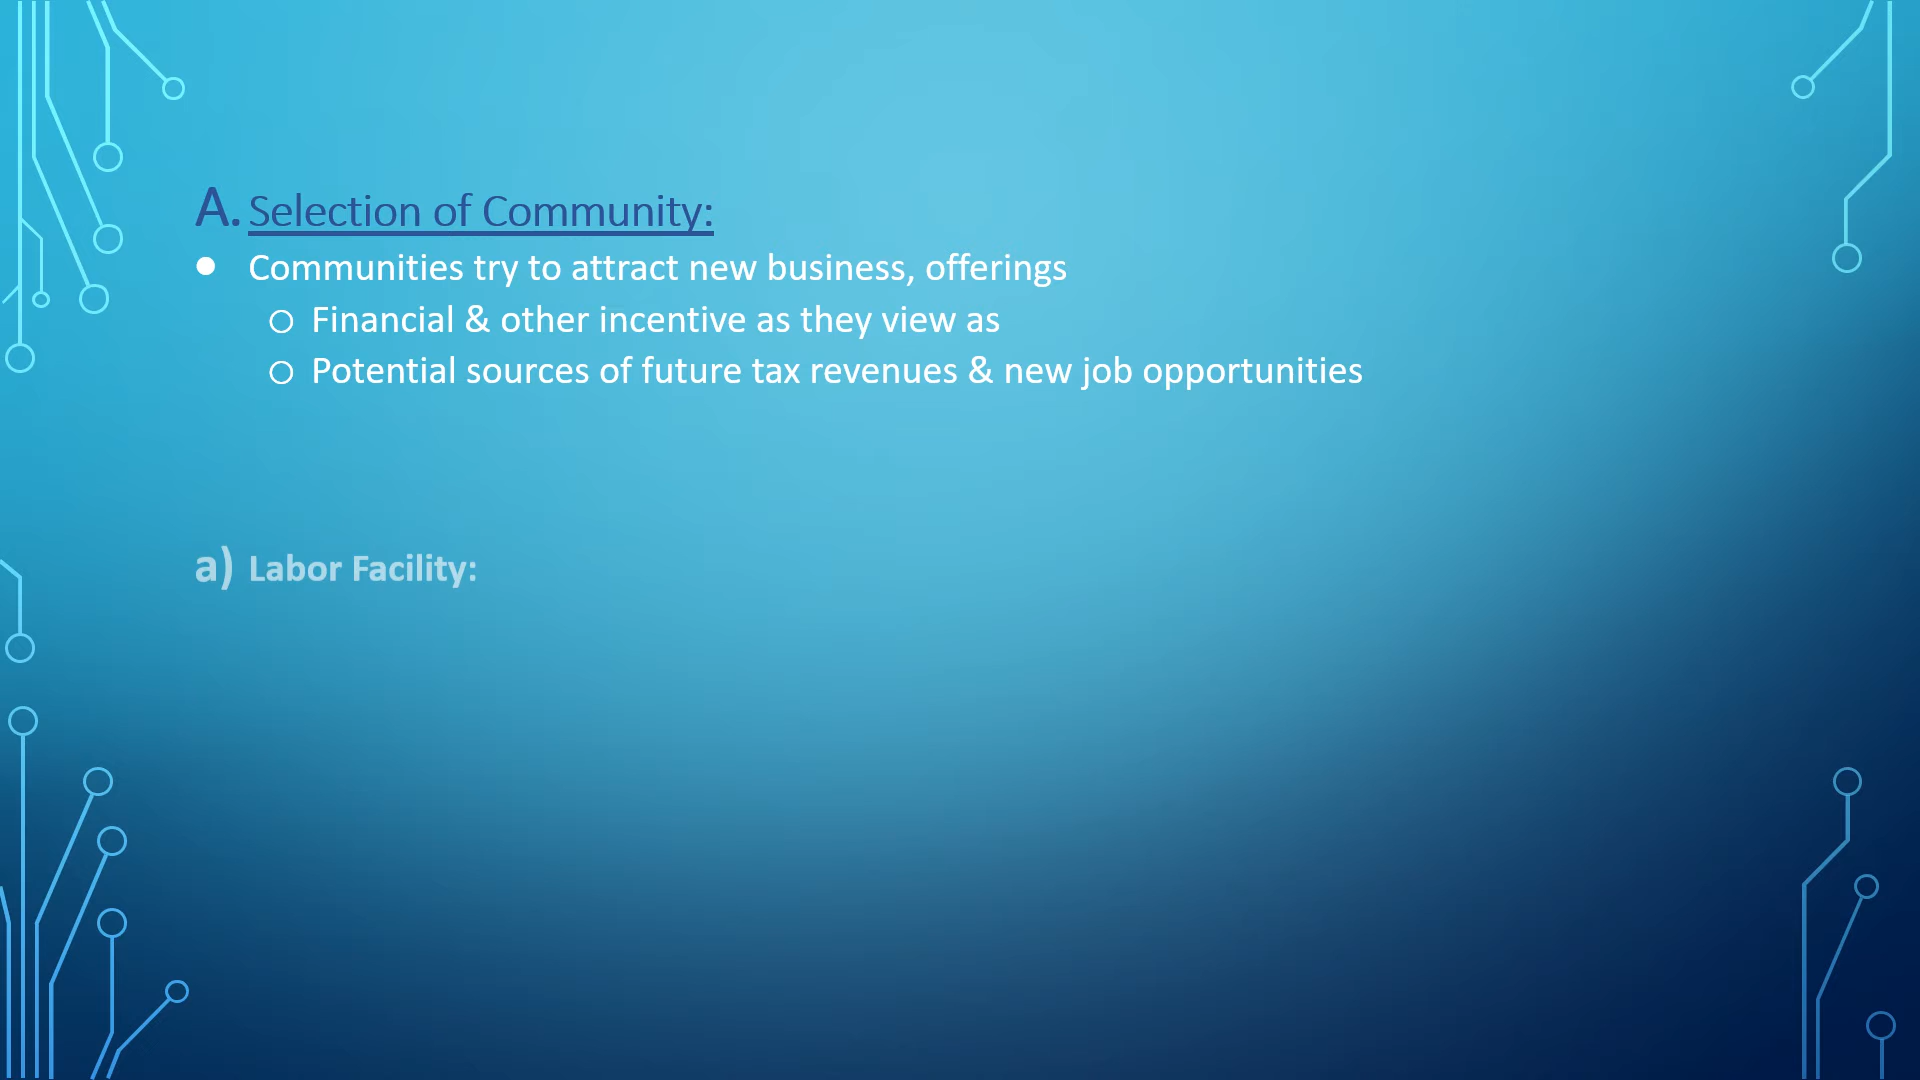 A. Selection of Community:
● Communities try to attract new business, offerings
○ Financial & other incentive as they view as
○ Potential sources of future tax revenues & new job opportunities
a) Labor Facility: